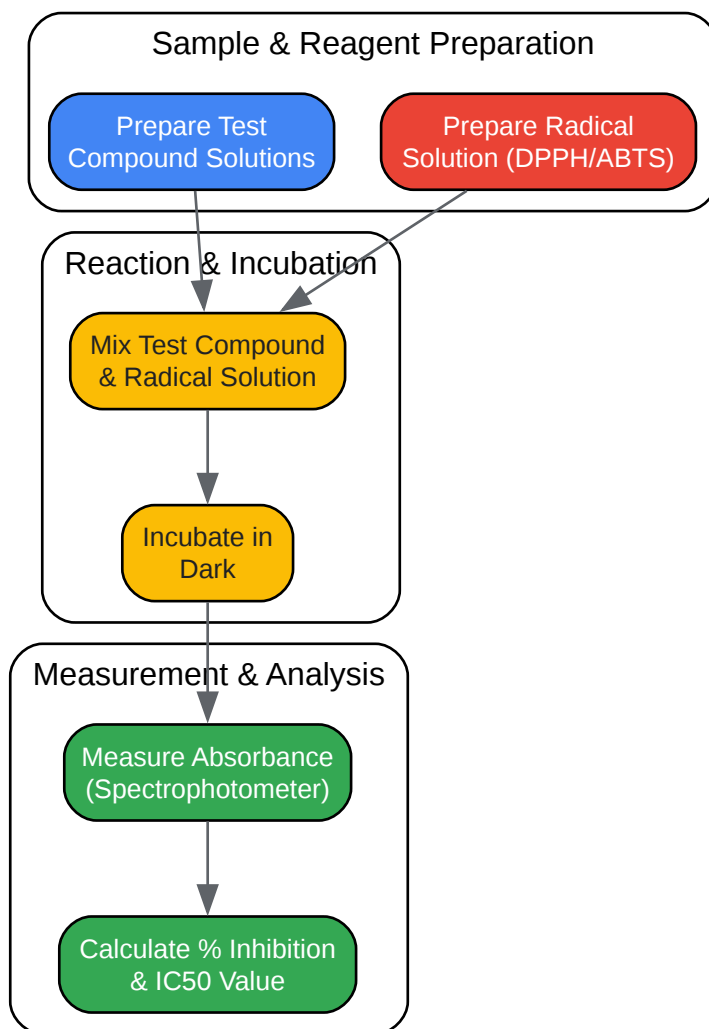 Sample & Reagent Preparation
Prepare Test
Compound Solutions
Prepare Radical
Solution (DPPH/ABTS)
Reaction & Incubation
Mix Test Compound
& Radical Solution
Incubate in
Dark
Measurement & Analysis
Measure Absorbance
(Spectrophotometer)
Calculate % Inhibition
& IC50 Value